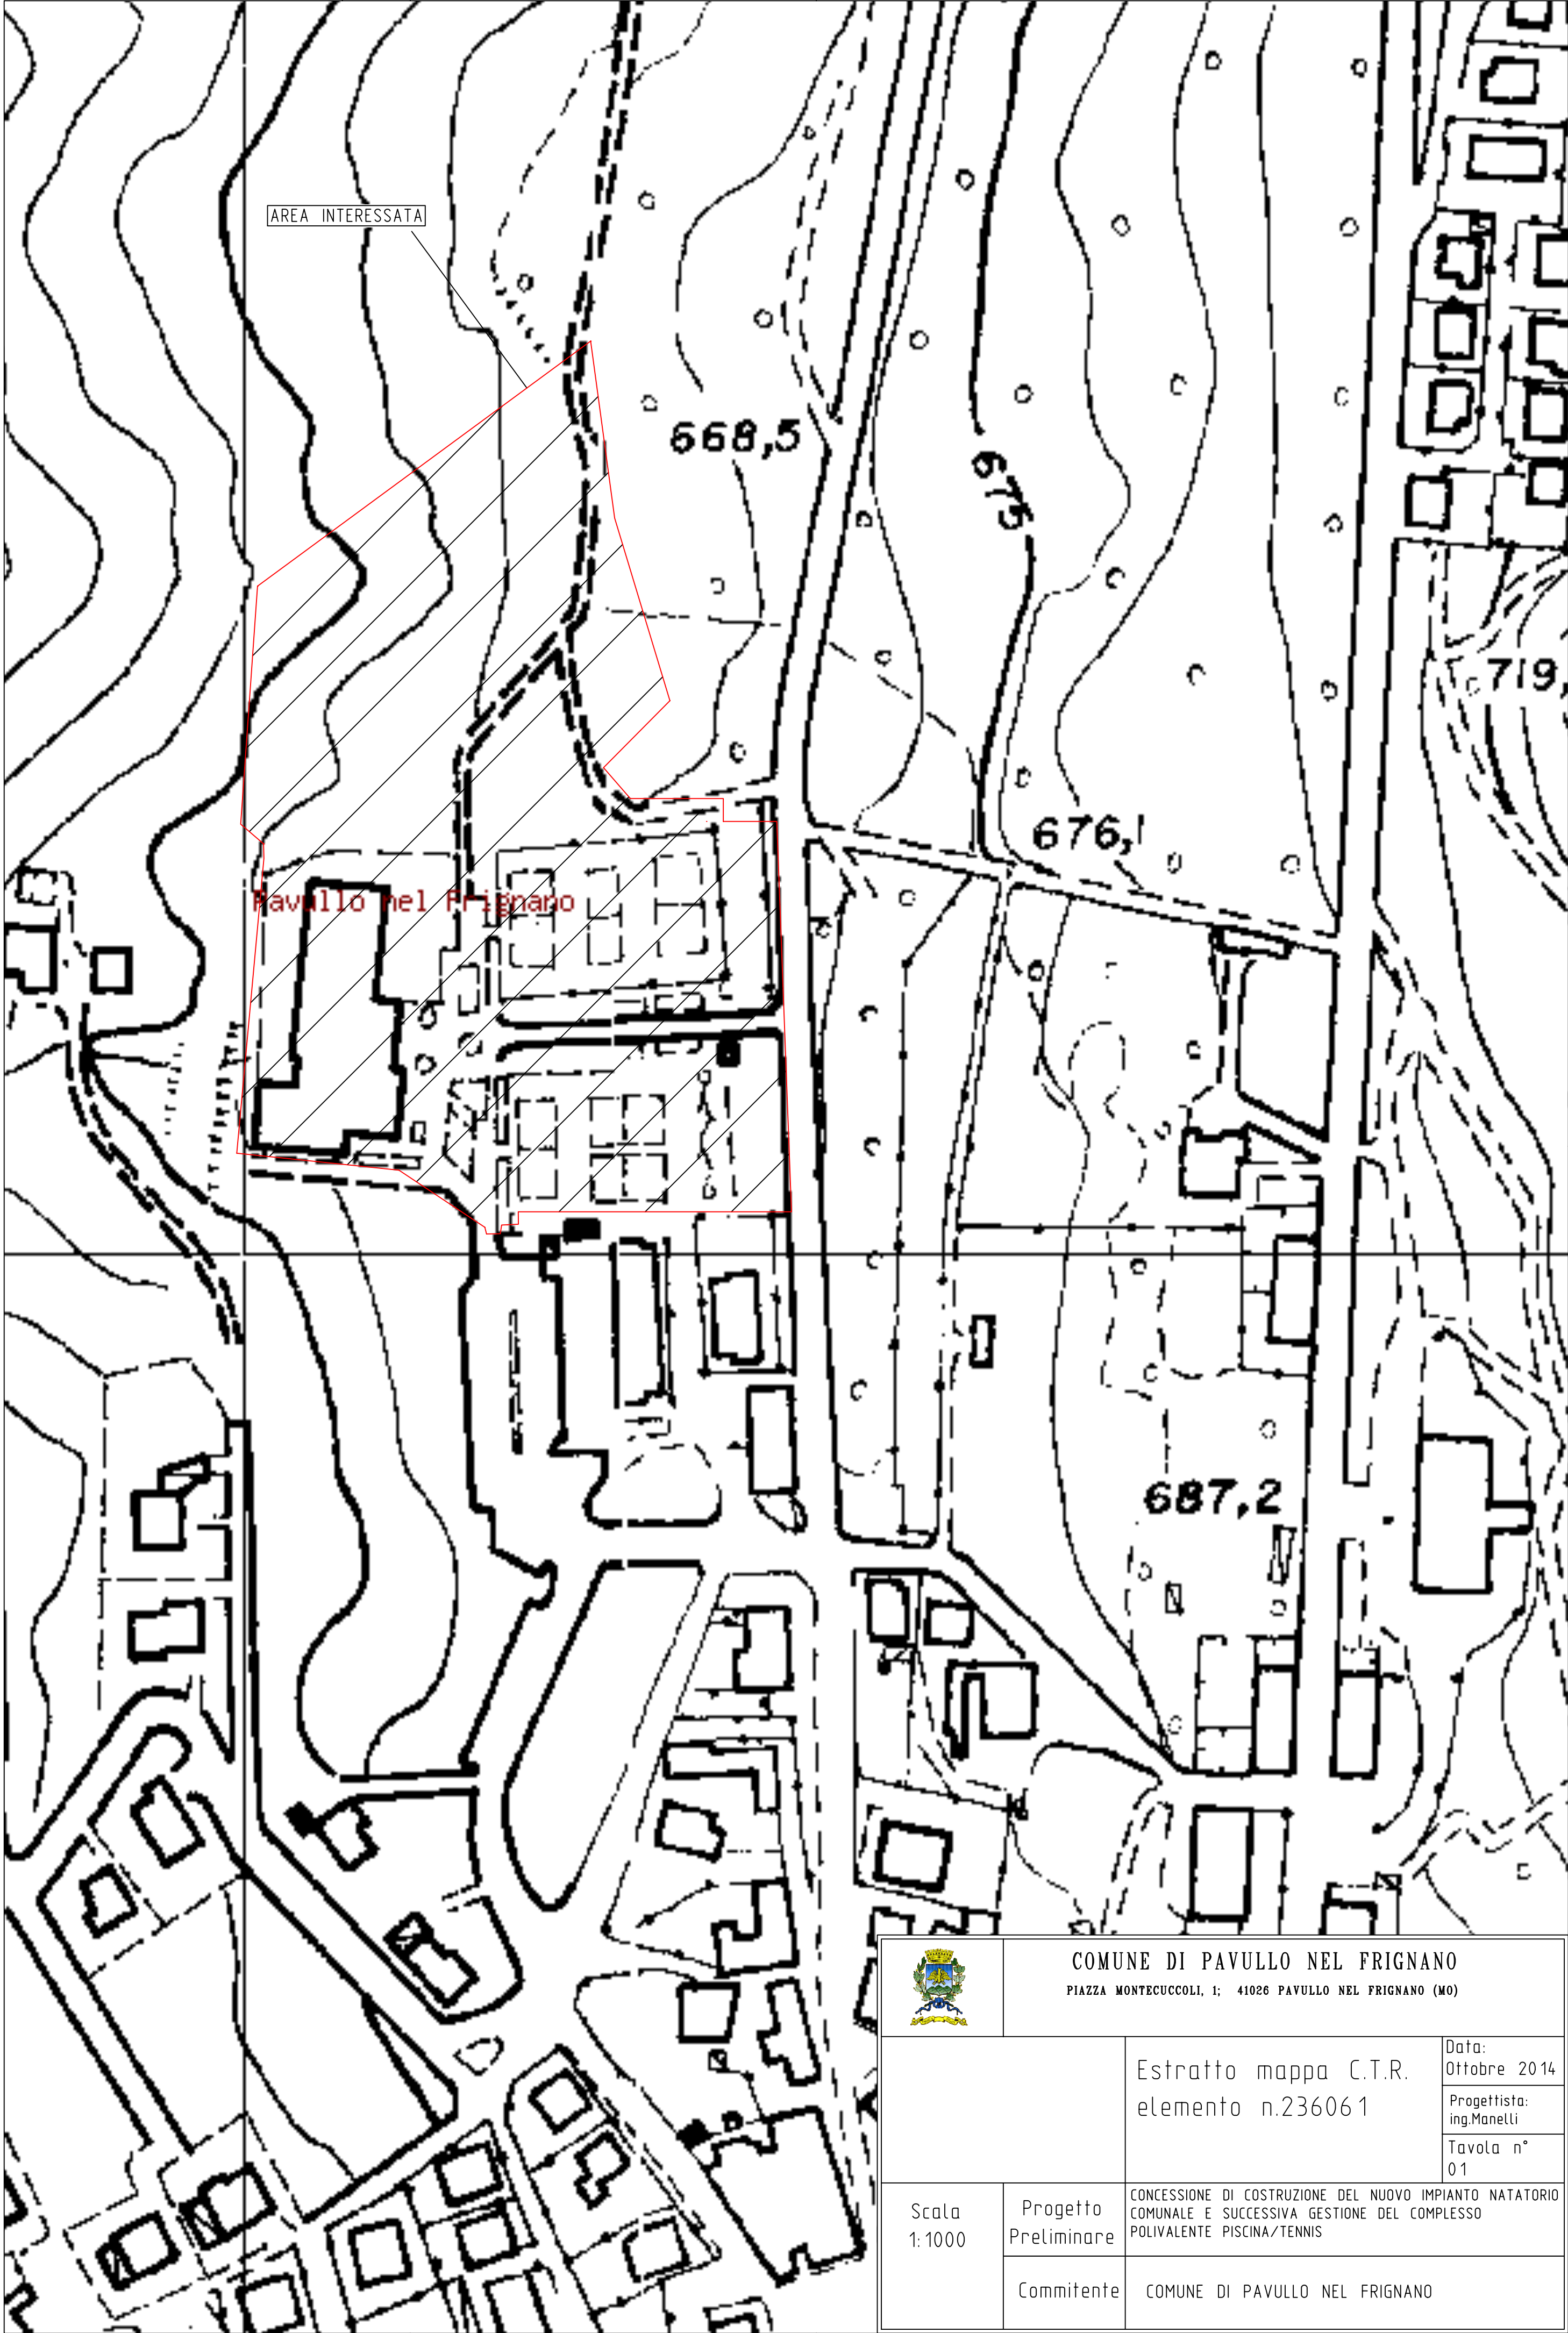 AREA INTERESSATA
668,5
675
719,
676,1
Pavullo nel Frignano
687,2
COMUNE DI PAVULLO NEL FRIGNANO
PIAZZA MONTECUCCOLI, 1; 41026 PAVULLO NEL FRIGNANO (MO)
Estratto mappa C.T.R.
elemento n.236061
Data:
Ottobre 2014
Progettista:
ing.Manelli
Tavola n°
01
Scala
1:1000
Progetto
Preliminare
CONCESSIONE DI COSTRUZIONE DEL NUOVO IMPIANTO NATATORIO
COMUNALE E SUCCESSIVA GESTIONE DEL COMPLESSO
POLIVALENTE PISCINA/TENNIS
Commitente
COMUNE DI PAVULLO NEL FRIGNANO